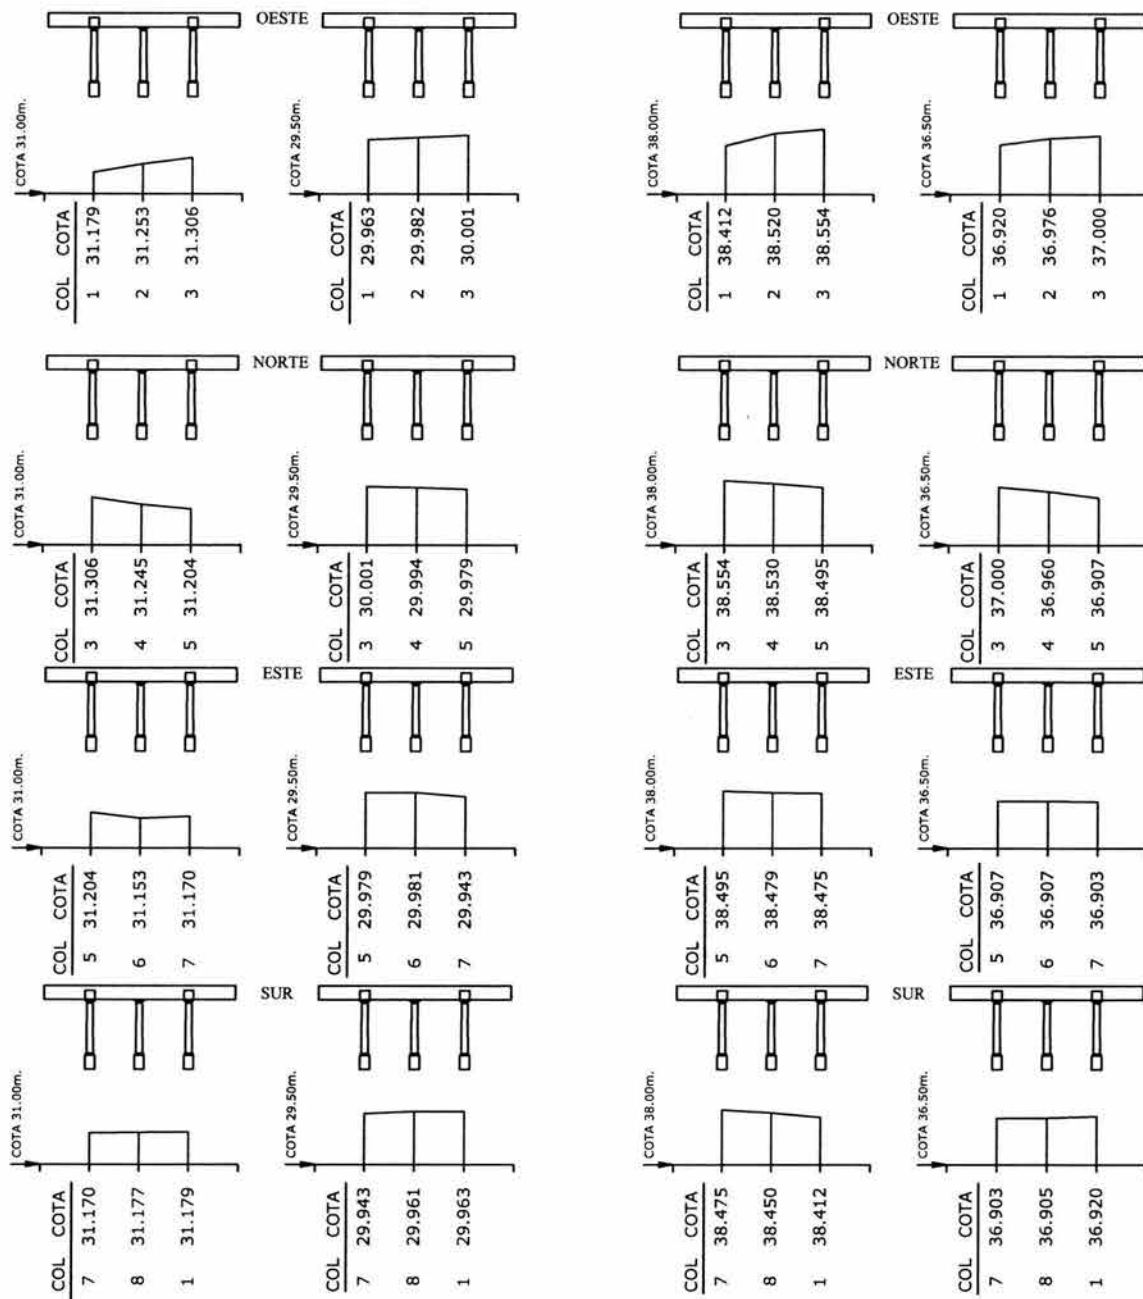 OESTE
COTA 31.00m.
COL COTA
1 31.179
2 31.253
3 31.306
COTA 29.50m.
COL COTA
1 29.963
2 29.982
3 30.001
OESTE
COTA 38.00m.
COL COTA
1 38.412
2 38.520
3 38.554
COTA 36.50m.
COL COTA
1 36.920
2 36.976
3 37.000
NORTE
COTA 31.00m.
COL COTA
3 31.306
4 31.245
5 31.204
COTA 29.50m.
COL COTA
3 30.001
4 29.994
5 29.979
NORTE
COTA 38.00m.
COL COTA
3 38.554
4 38.530
5 38.495
COTA 36.50m.
COL COTA
3 37.000
4 36.960
5 36.907
ESTE
COTA 31.00m.
COL COTA
5 31.204
6 31.153
7 31.170
COTA 29.50m.
COL COTA
5 29.979
6 29.981
7 29.943
ESTE
COTA 38.00m.
COL COTA
5 38.495
6 38.479
7 38.475
COTA 36.50m.
COL COTA
5 36.907
6 36.907
7 36.903
SUR
COTA 31.00m.
COL COTA
7 31.170
8 31.177
1 31.179
COTA 29.50m.
COL COTA
7 29.943
8 29.961
1 29.963
SUR
COTA 38.00m.
COL COTA
7 38.475
8 38.450
1 38.412
COTA 36.50m.
COL COTA
7 36.903
8 36.905
1 36.920